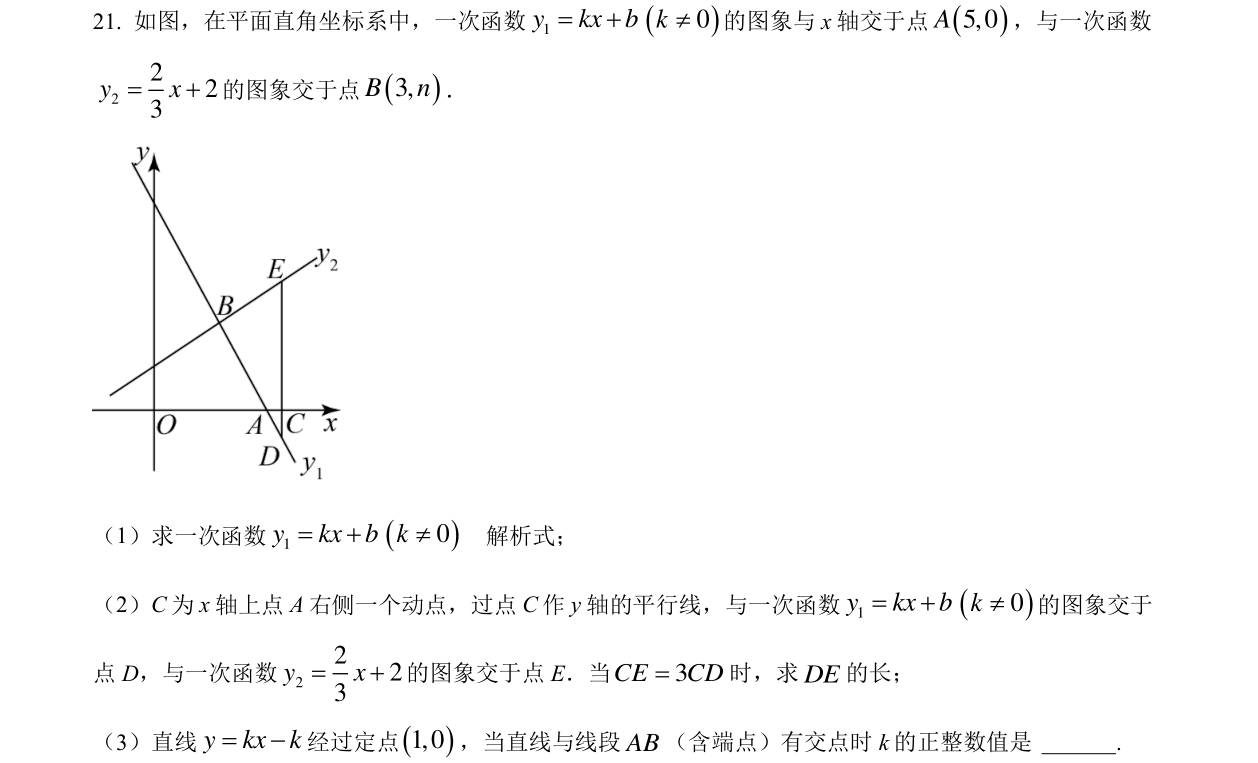 21. 如图，在平面直角坐标系中，一次函数 y₁ = kx + b (k ≠ 0) 的图象与 x 轴交于点 A(5,0)，与一次函数
y₂ = 2/3 x + 2 的图象交于点 B(3,n)．
y
y₂
E
B
O
A
C
x
D
y₁
（1）求一次函数 y₁ = kx + b (k ≠ 0) 解析式；
（2）C 为 x 轴上点 A 右侧一个动点，过点 C 作 y 轴的平行线，与一次函数 y₁ = kx + b (k ≠ 0) 的图象交于
点 D，与一次函数 y₂ = 2/3 x + 2 的图象交于点 E．当 CE = 3CD 时，求 DE 的长；
（3）直线 y = kx − k 经过定点 (1,0)，当直线与线段 AB （含端点）有交点时 k 的正整数值是 ______．